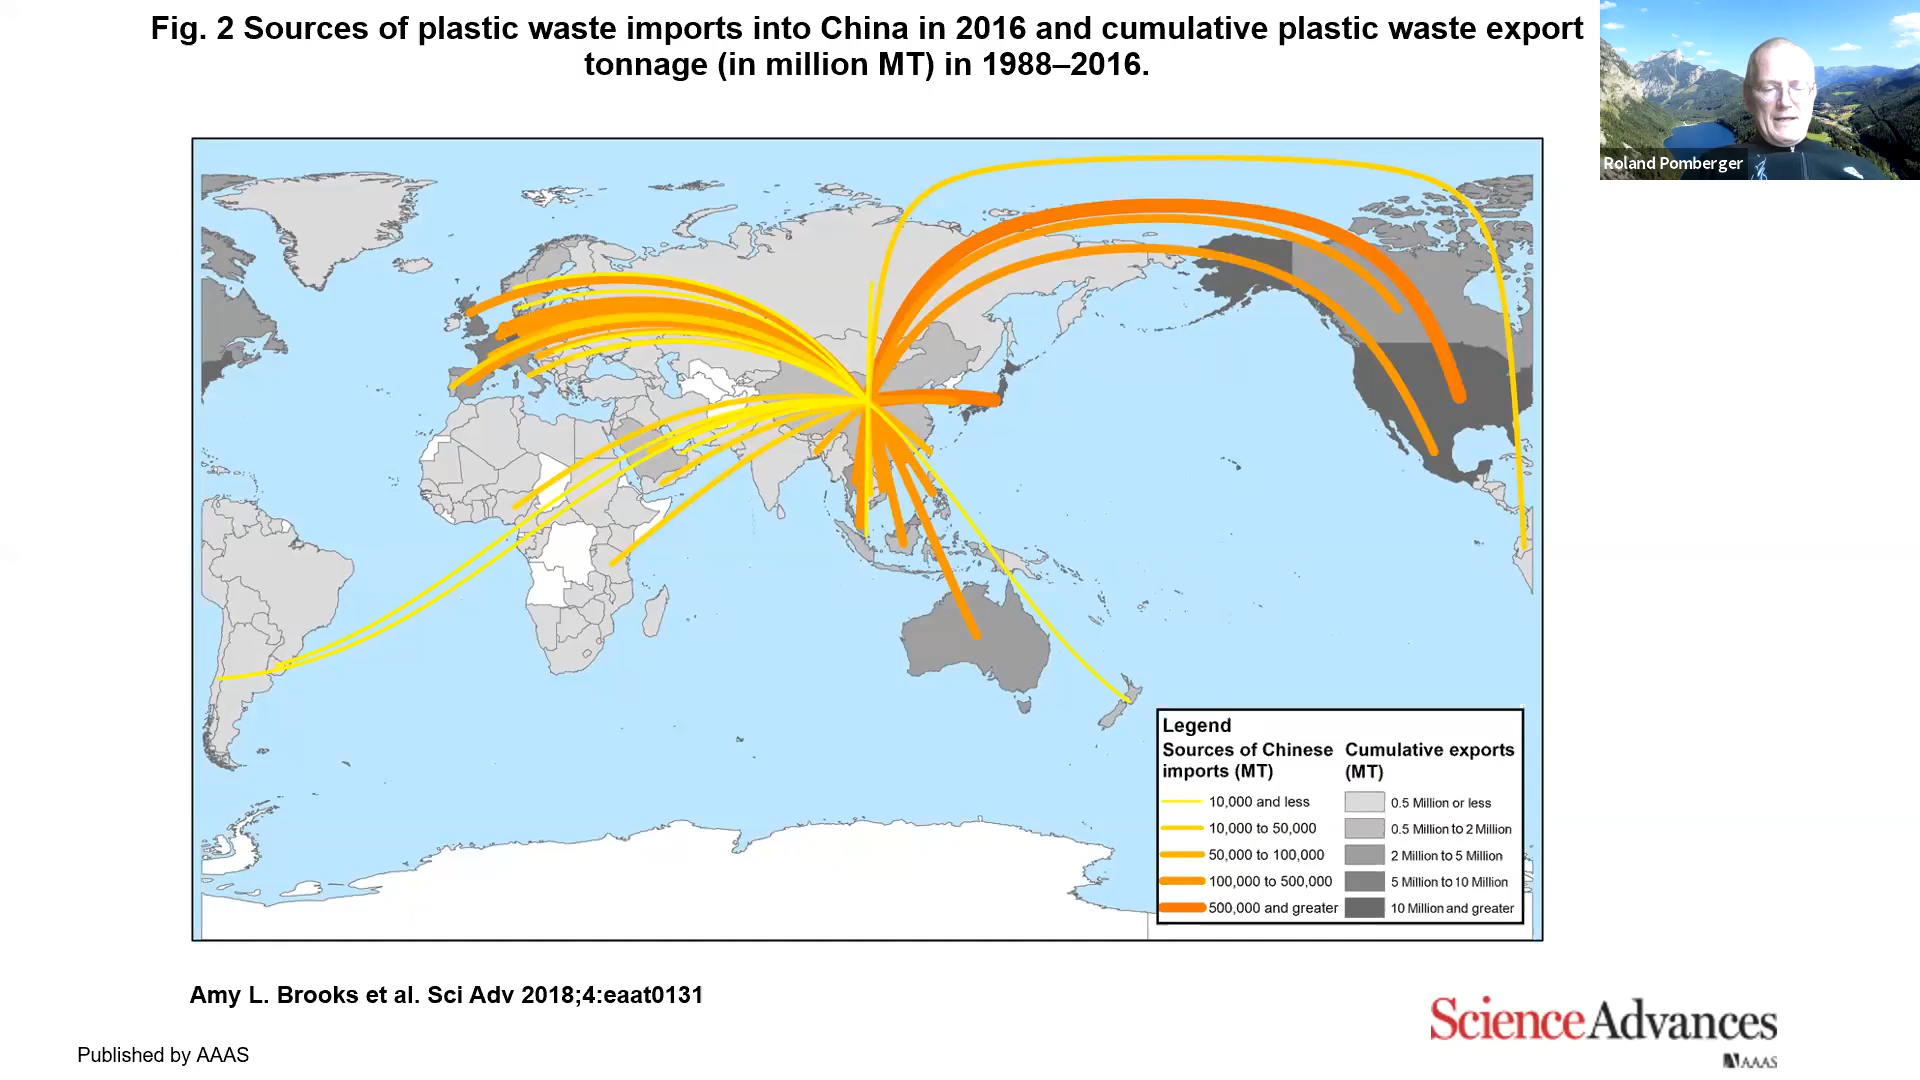 Fig. 2 Sources of plastic waste imports into China in 2016 and cumulative plastic waste export
tonnage (in million MT) in 1988–2016.
Roland Pomberger
Legend
Sources of Chinese
imports (MT)
10,000 and less
10,000 to 50,000
50,000 to 100,000
100,000 to 500,000
500,000 and greater
Cumulative exports
(MT)
0.5 Million or less
0.5 Million to 2 Million
2 Million to 5 Million
5 Million to 10 Million
10 Million and greater
Amy L. Brooks et al. Sci Adv 2018;4:eaat0131
Published by AAAS
ScienceAdvances
AAAS